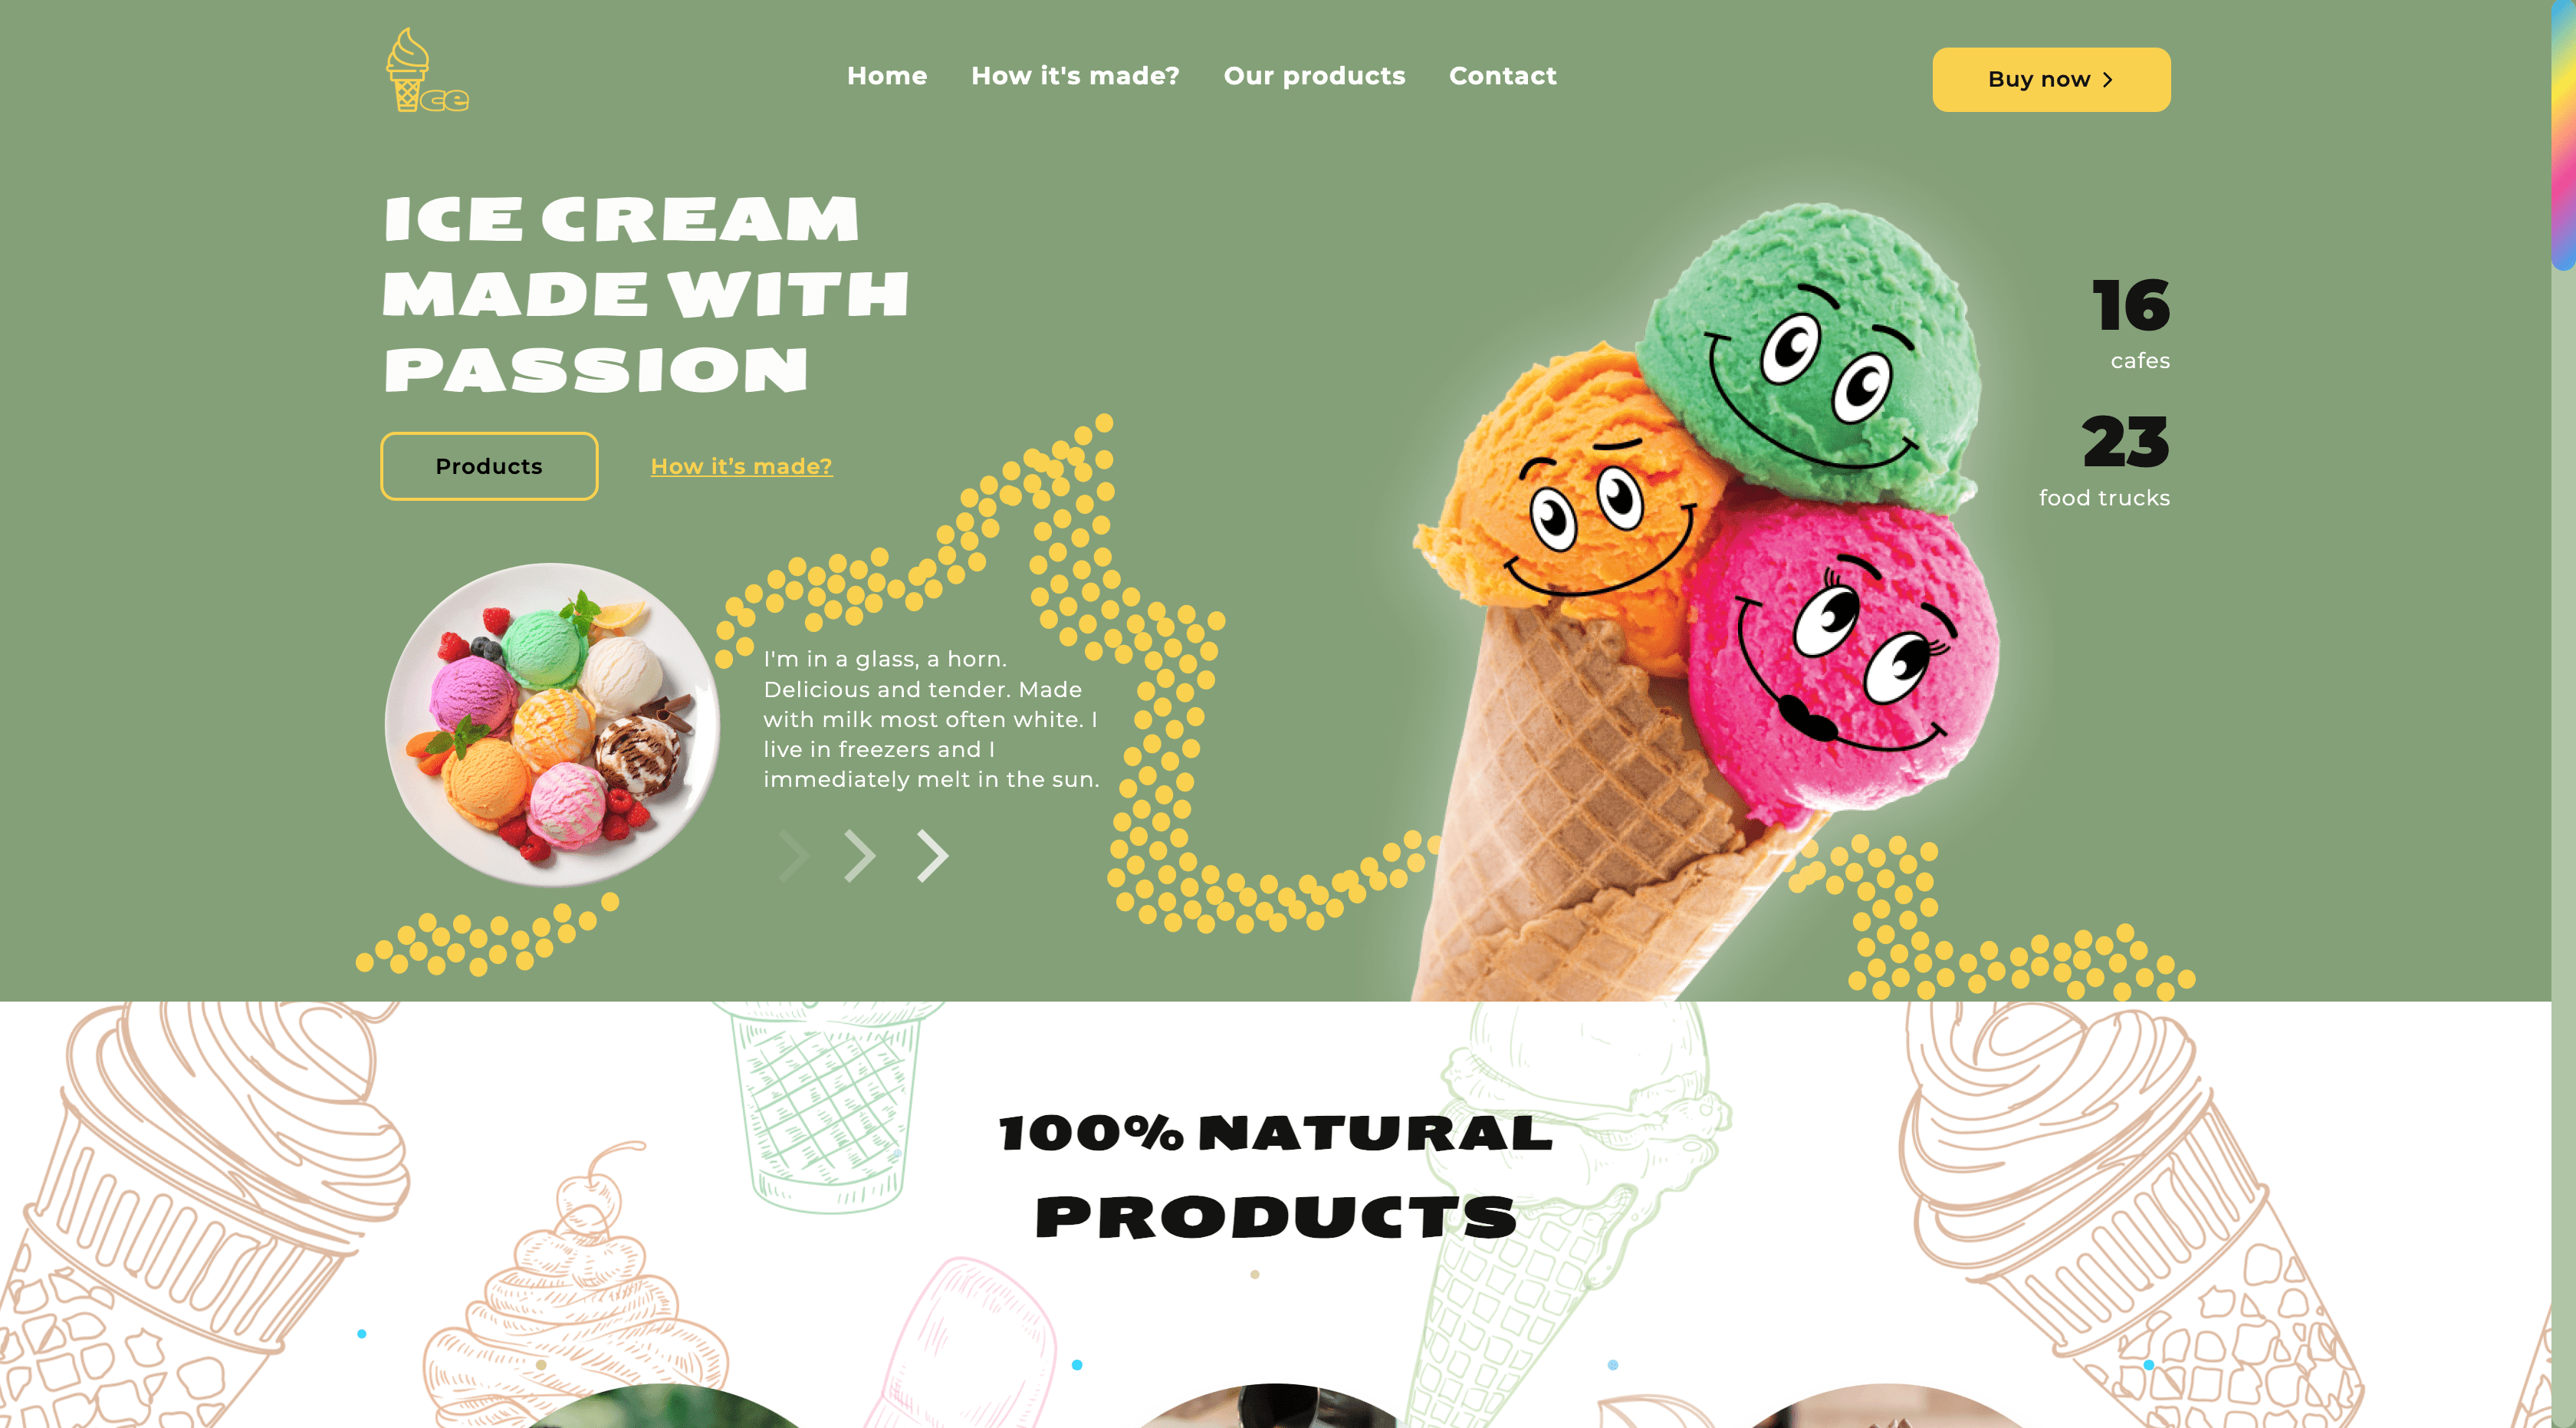 ce
Home How it's made? Our products Contact
Buy now
ICE CREAM
MADE WITH
PASSION
Products
How it’s made?
16
cafes
23
food trucks
I'm in a glass, a horn.
Delicious and tender. Made
with milk most often white. I
live in freezers and I
immediately melt in the sun.
100% NATURAL
PRODUCTS